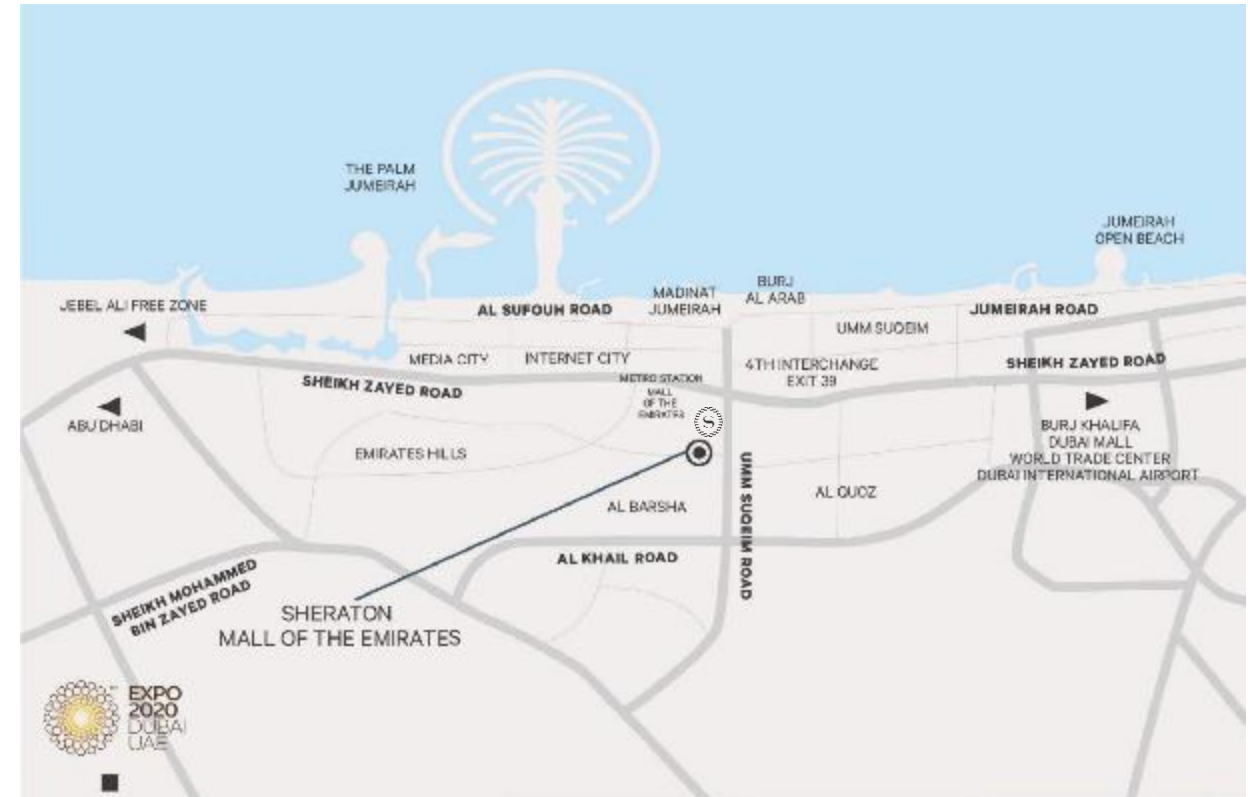 THE PALM
JUMEIRAH
JUMEIRAH
OPEN BEACH
JEBEL ALI FREE ZONE
AL SUFOUH ROAD
MADINAT
JUMEIRAH
BURJ
AL ARAB
JUMEIRAH ROAD
UMM SUQEIM
MEDIA CITY
INTERNET CITY
4TH INTERCHANGE
EXIT 39
SHEIKH ZAYED ROAD
SHEIKH ZAYED ROAD
METRO STATION
MALL
OF THE
EMIRATES
S
ABU DHABI
EMIRATES HILLS
BURJ KHALIFA
DUBAI MALL
WORLD TRADE CENTER
DUBAI INTERNATIONAL AIRPORT
AL QUOZ
AL BARSHA
UMM SUQEIM ROAD
AL KHAIL ROAD
SHEIKH MOHAMMED
BIN ZAYED ROAD
SHERATON
MALL OF THE EMIRATES
EXPO
2020
DUBAI
UAE